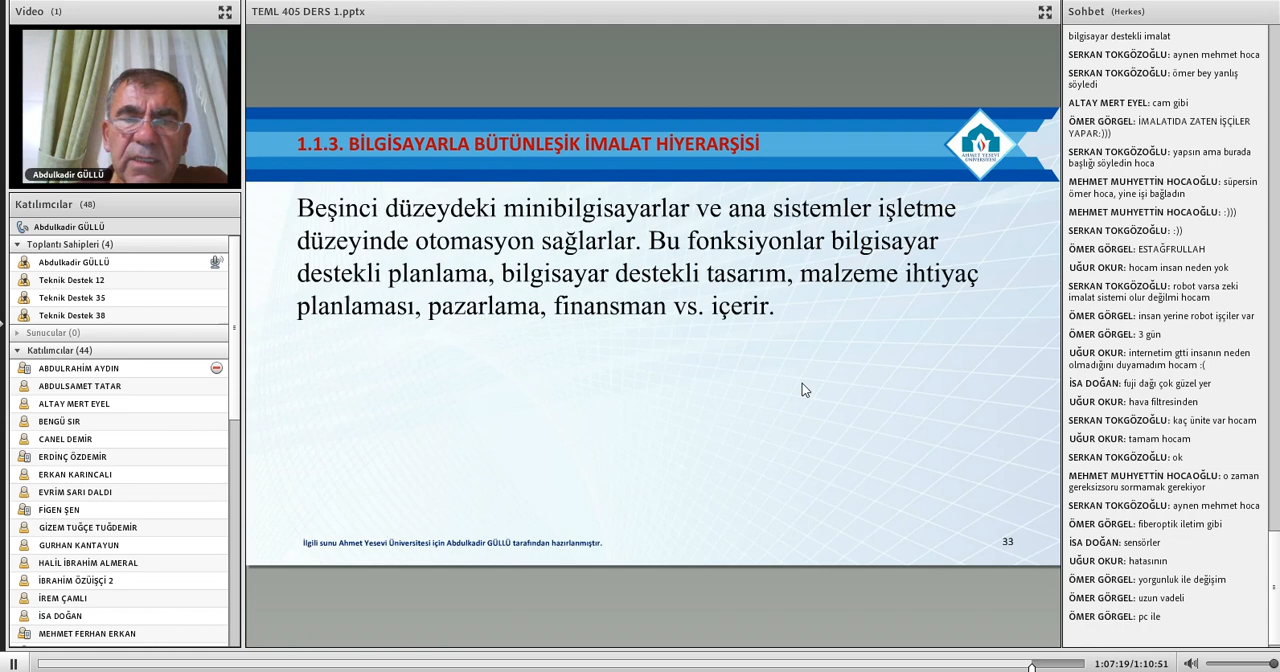 Video (1)
Abdulkadir GÜLLÜ
Katılımcılar (48)
Abdulkadir GÜLLÜ
Toplantı Sahipleri (4)
Abdulkadir GÜLLÜ
Teknik Destek 12
Teknik Destek 35
Teknik Destek 38
Sunucular (0)
Katılımcılar (44)
ABDULRAHİM AYDIN
ABDULSAMET TATAR
ALTAY MERT EYEL
BENGÜ SIR
CANEL DEMİR
ERDİNÇ ÖZDEMİR
ERKAN KARINCALI
EVRİM SARI DALDI
FİGEN ŞEN
GİZEM TUĞÇE TUĞDEMİR
GURHAN KANTAYUN
HALİL İBRAHİM ALMERAL
İBRAHİM ÖZÜİŞÇİ 2
İREM ÇAMLI
İSA DOĞAN
MEHMET FERHAN ERKAN
TEML 405 DERS 1.pptx
1.1.3. BİLGİSAYARLA BÜTÜNLEŞİK İMALAT HİYERARŞİSİ
AHMET YESEVİ
ÜNİVERSİTESİ
Beşinci düzeydeki minibilgisayarlar ve ana sistemler işletme
düzeyinde otomasyon sağlarlar. Bu fonksiyonlar bilgisayar
destekli planlama, bilgisayar destekli tasarım, malzeme ihtiyaç
planlaması, pazarlama, finansman vs. içerir.
İlgili sunu Ahmet Yesevi Üniversitesi için Abdulkadir GÜLLÜ tarafından hazırlanmıştır.
33
Sohbet (Herkes)
bilgisayar destekli imalat
SERKAN TOKGÖZOĞLU: aynen mehmet hoca
SERKAN TOKGÖZOĞLU: ömer bey yanlış
söyledi
ALTAY MERT EYEL: cam gibi
ÖMER GÖRGEL: İMALATIDA ZATEN İŞÇİLER
YAPAR:)))
SERKAN TOKGÖZOĞLU: yapsın ama burada
başlığı söyledin hoca
MEHMET MUHYETTİN HOCAOĞLU: süpersin
ömer hoca, yine işi bağladın
MEHMET MUHYETTİN HOCAOĞLU: :)))
SERKAN TOKGÖZOĞLU: :))
ÖMER GÖRGEL: ESTAĞFRULLAH
UĞUR OKUR: hocam insan neden yok
SERKAN TOKGÖZOĞLU: robot varsa zeki
imalat sistemi olur değilmi hocam
ÖMER GÖRGEL: insan yerine robot işçiler var
ÖMER GÖRGEL: 3 gün
UĞUR OKUR: internetim gtti insanın neden
olmadığını duyamadım hocam :(
İSA DOĞAN: fuji dağı çok güzel yer
UĞUR OKUR: hava filtresinden
SERKAN TOKGÖZOĞLU: kaç ünite var hocam
UĞUR OKUR: tamam hocam
SERKAN TOKGÖZOĞLU: ok
MEHMET MUHYETTİN HOCAOĞLU: o zaman
gereksizsoru sormamak gerekiyor
SERKAN TOKGÖZOĞLU: aynen mehmet hoca
ÖMER GÖRGEL: fiberoptik iletim gibi
İSA DOĞAN: sensörler
UĞUR OKUR: hatasının
ÖMER GÖRGEL: yorgunluk ile değişim
ÖMER GÖRGEL: uzun vadeli
ÖMER GÖRGEL: pc ile
1:07:19/1:10:51